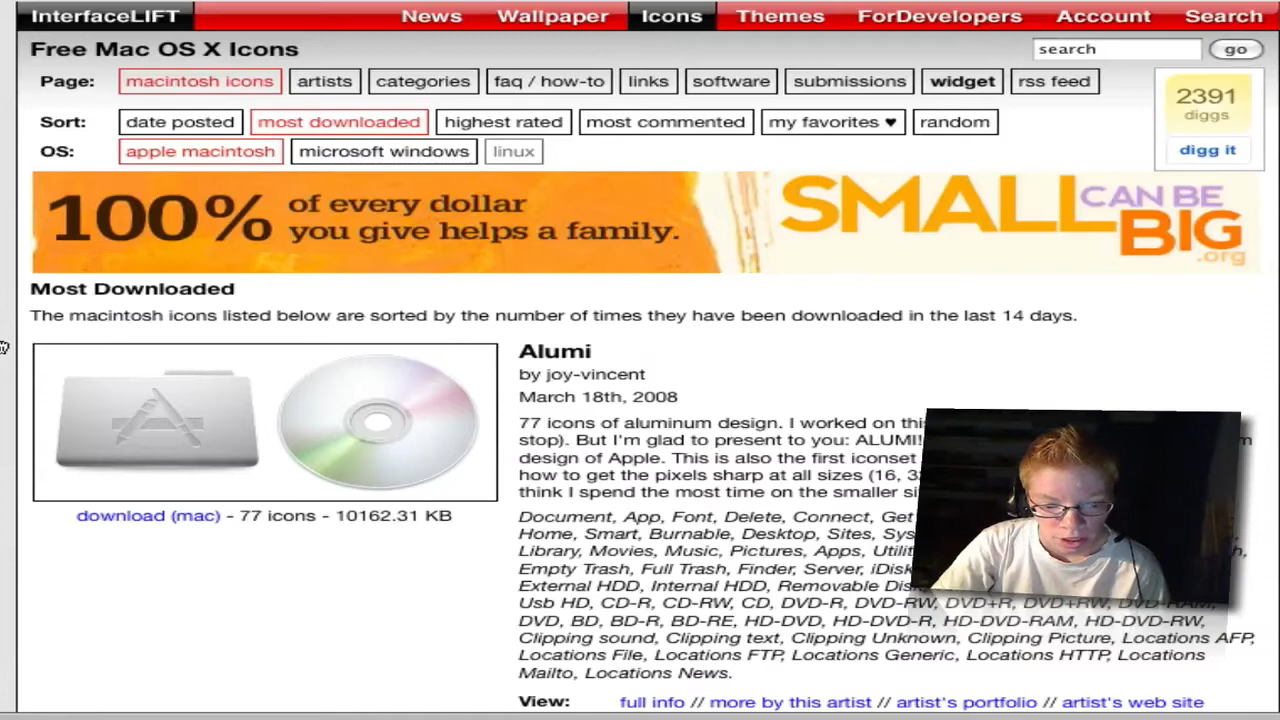 InterfaceLIFT News Wallpaper Icons Themes ForDevelopers Account Search
Free Mac OS X Icons search go
Page: macintosh icons artists categories faq / how-to links software submissions widget rss feed
2391
diggs
digg it
Sort: date posted most downloaded highest rated most commented my favorites ♥ random
OS: apple macintosh microsoft windows linux
100% of every dollar
you give helps a family.
SMALL CAN BE
BIG
.org
Most Downloaded
The macintosh icons listed below are sorted by the number of times they have been downloaded in the last 14 days.
Alumi
by joy-vincent
March 18th, 2008
77 icons of aluminum design. I worked on
stop). But I'm glad to present to you: ALUMI!
design of Apple. This is also the first iconset
how to get the pixels sharp at all sizes (16,
think I spend the most time on the smaller
Document, App, Font, Delete, Connect, Get
Home, Smart, Burnable, Desktop, Sites,
Library, Movies, Music, Pictures, Apps,
Empty Trash, Full Trash, Finder, Server,
External HDD, Internal HDD, Removable
Usb HD, CD-R, CD-RW, CD, DVD-R, DVD-RW, DVD+R, DVD+RW, DVD-RAM,
DVD, BD, BD-R, BD-RE, HD-DVD, HD-DVD-R, HD-DVD-RAM, HD-DVD-RW,
Clipping sound, Clipping text, Clipping Unknown, Clipping Picture, Locations AFP,
Locations File, Locations FTP, Locations Generic, Locations HTTP, Locations
Mailto, Locations News.
download (mac) - 77 icons - 10162.31 KB
View: full info // more by this artist // artist's portfolio // artist's web site